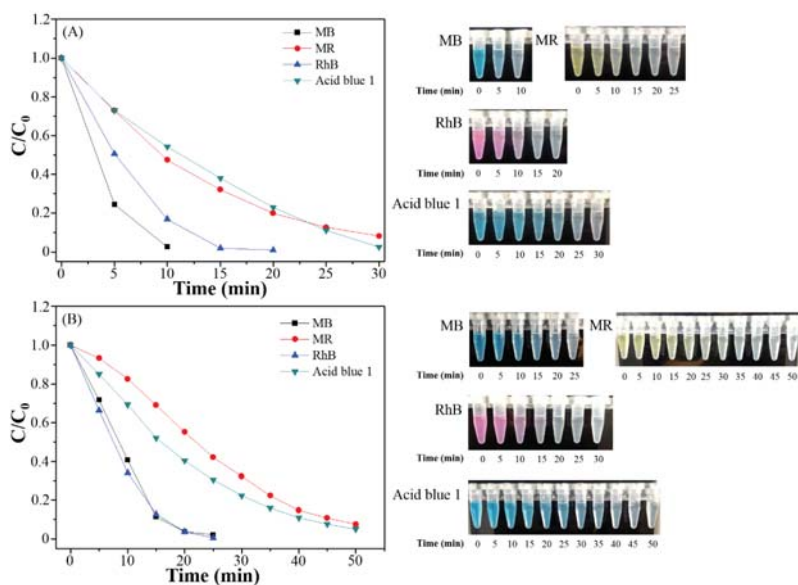 (A)
MB
MR
RhB
Acid blue 1
C/C0
1.2
1.0
0.8
0.6
0.4
0.2
0
0 5 10 15 20 25 30
Time (min)
MB
Time (min) 0 5 10
MR
0 5 10 15 20 25
RhB
Time (min) 0 5 10 15 20
Acid blue 1
Time (min) 0 5 10 15 20 25 30
(B)
MB
MR
RhB
Acid blue 1
C/C0
1.2
1.0
0.8
0.6
0.4
0.2
0
0 10 20 30 40 50
Time (min)
MB
Time (min) 0 5 10 15 20 25
MR
0 5 10 15 20 25 30 35 40 45 50
RhB
Time (min) 0 5 10 15 20 25 30
Acid blue 1
Time (min) 0 5 10 15 20 25 30 35 40 45 50